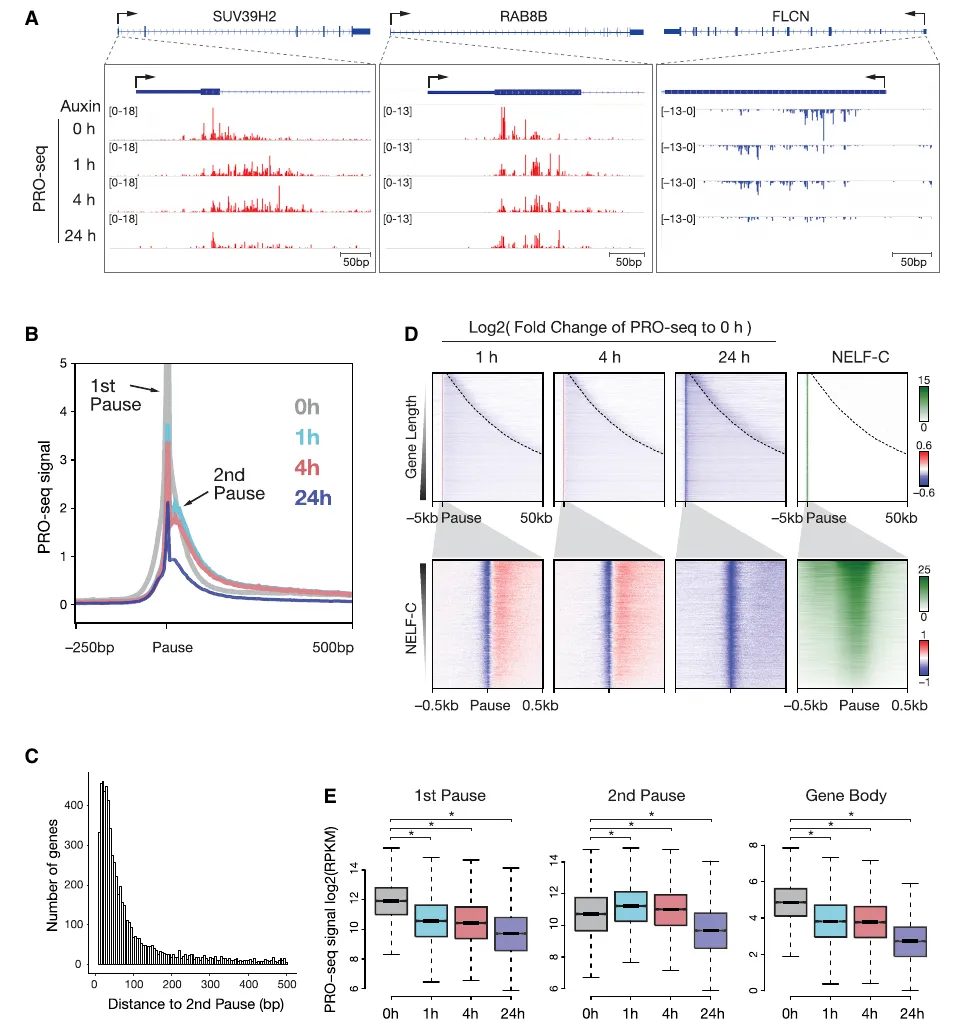 A
SUV39H2
RAB8B
FLCN
Auxin
PRO-seq
0 h
1 h
4 h
24 h
[0-18]
[0-18]
[0-18]
[0-18]
50bp
[0-13]
[0-13]
[0-13]
[0-13]
50bp
[-13-0]
[-13-0]
[-13-0]
[-13-0]
50bp
B
PRO-seq signal
5
4
3
2
1
0
1st
Pause
2nd
Pause
0h
1h
4h
24h
−250bp Pause 500bp
D
Log2( Fold Change of PRO-seq to 0 h )
1 h 4 h 24 h NELF-C
Gene Length
15
0
0.6
−0.6
−5kb Pause 50kb −5kb Pause 50kb
NELF-C
25
0
1
−1
−0.5kb Pause 0.5kb −0.5kb Pause 0.5kb
C
Number of genes
400
300
200
100
0
0 100 200 300 400 500
Distance to 2nd Pause (bp)
E
PRO−seq signal log2(RPKM)
1st Pause
* * *
14
12
10
8
6
0h 1h 4h 24h
2nd Pause
* * *
14
12
10
8
6
0h 1h 4h 24h
Gene Body
* * *
8
6
4
2
0
0h 1h 4h 24h